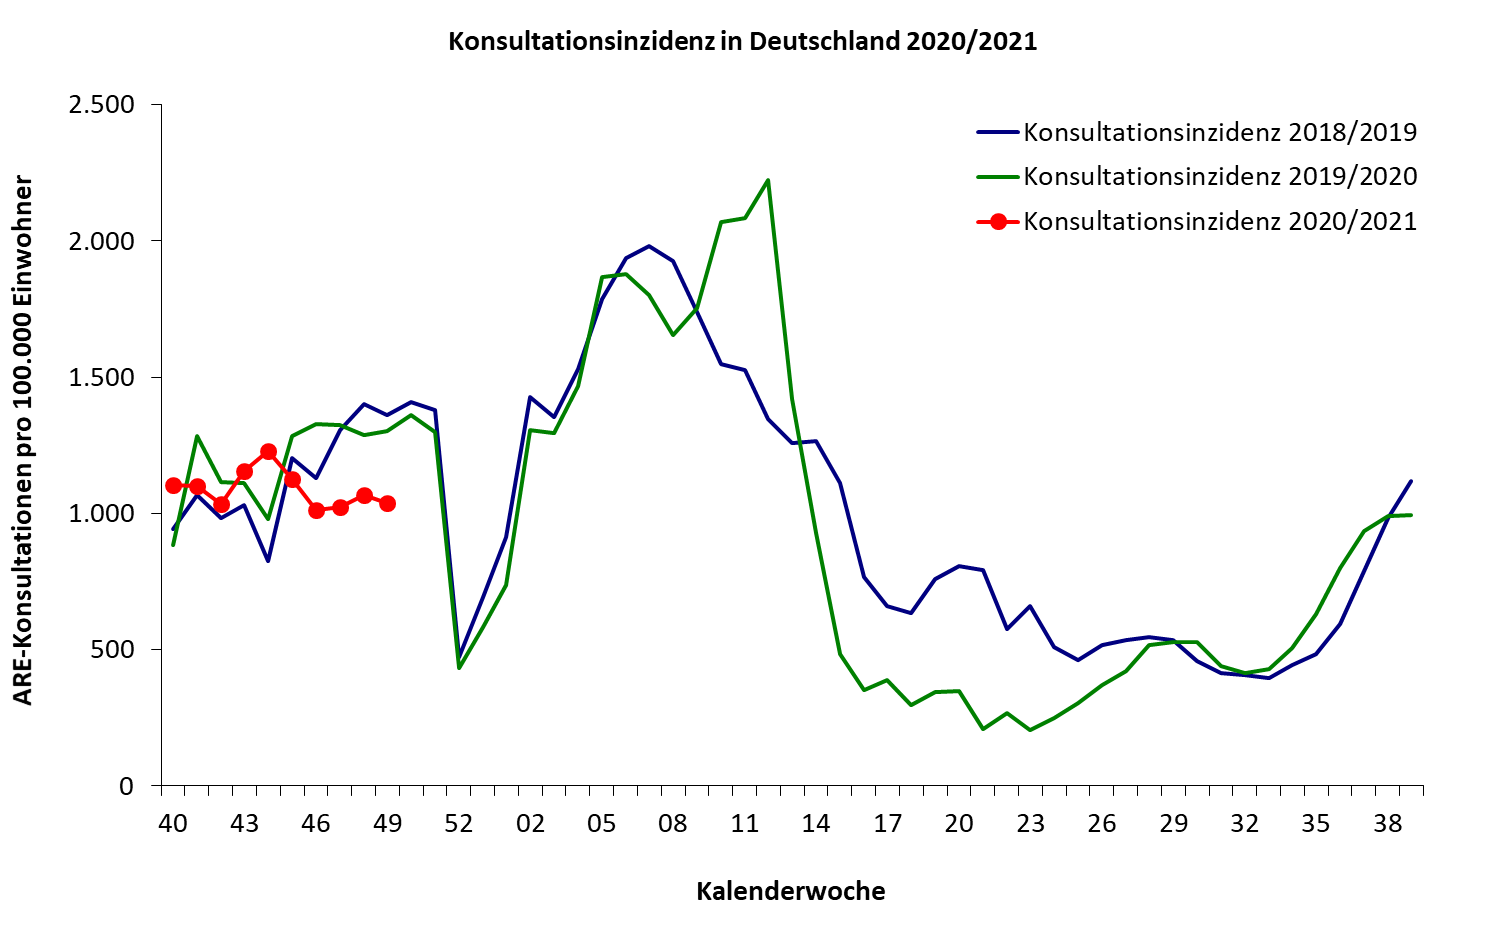 Konsultationsinzidenz in Deutschland 2020/2021
2.500
2.000
1.500
1.000
500
0
ARE-Konsultationen pro 100.000 Einwohner
Konsultationsinzidenz 2018/2019
Konsultationsinzidenz 2019/2020
Konsultationsinzidenz 2020/2021
40 43 46 49 52 02 05 08 11 14 17 20 23 26 29 32 35 38
Kalenderwoche